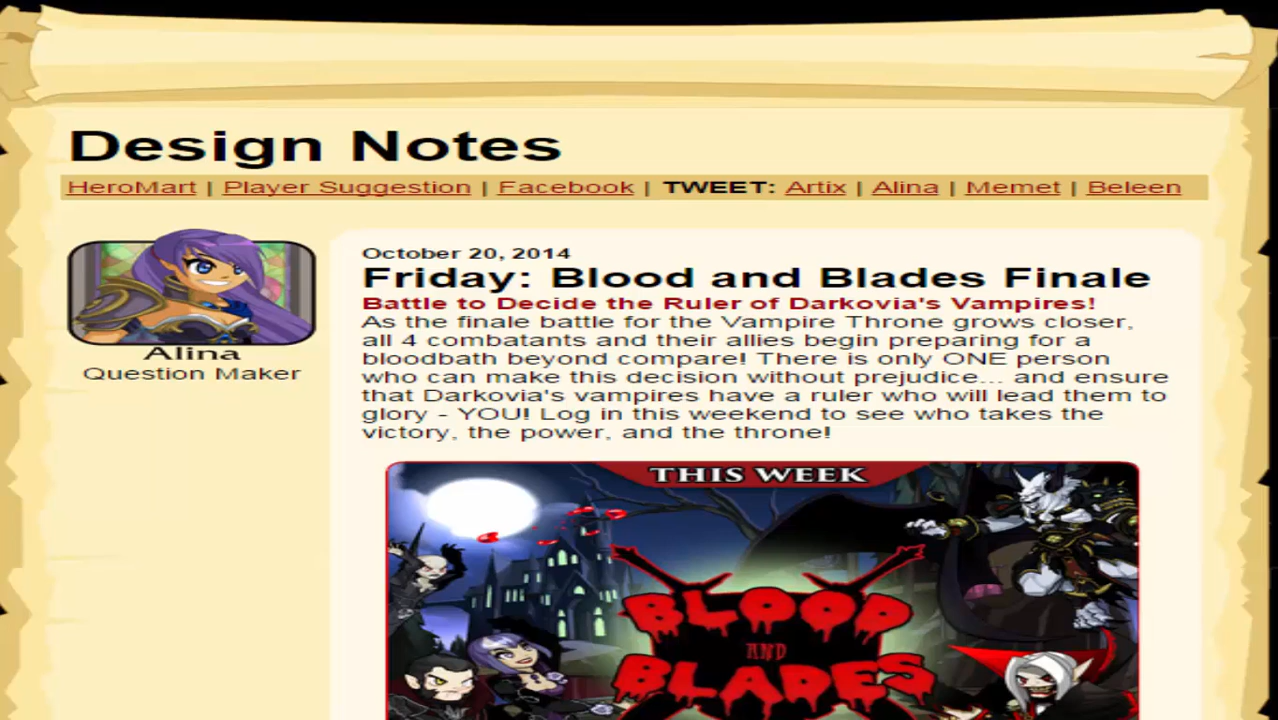 Design Notes
HeroMart | Player Suggestion | Facebook | TWEET: Artix | Alina | Memet | Beleen
Alina
Question Maker
October 20, 2014
Friday: Blood and Blades Finale
Battle to Decide the Ruler of Darkovia's Vampires!
As the finale battle for the Vampire Throne grows closer,
all 4 combatants and their allies begin preparing for a
bloodbath beyond compare! There is only ONE person
who can make this decision without prejudice... and ensure
that Darkovia's vampires have a ruler who will lead them to
glory - YOU! Log in this weekend to see who takes the
victory, the power, and the throne!
THIS WEEK
BLOOD
AND
BLADES